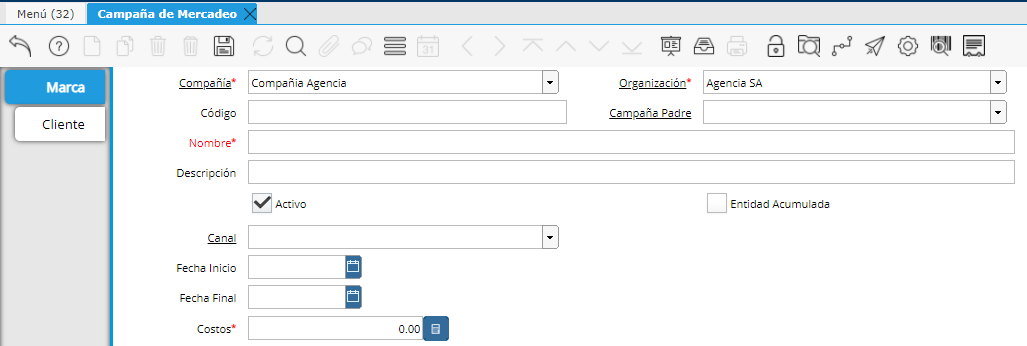 Menú (32) Campaña de Mercadeo
31
Marca
Cliente
Compañía* Compañia Agencia Organización* Agencia SA
Código Campaña Padre
Nombre*
Descripción
Activo Entidad Acumulada
Canal
Fecha Inicio
Fecha Final
Costos* 0.00